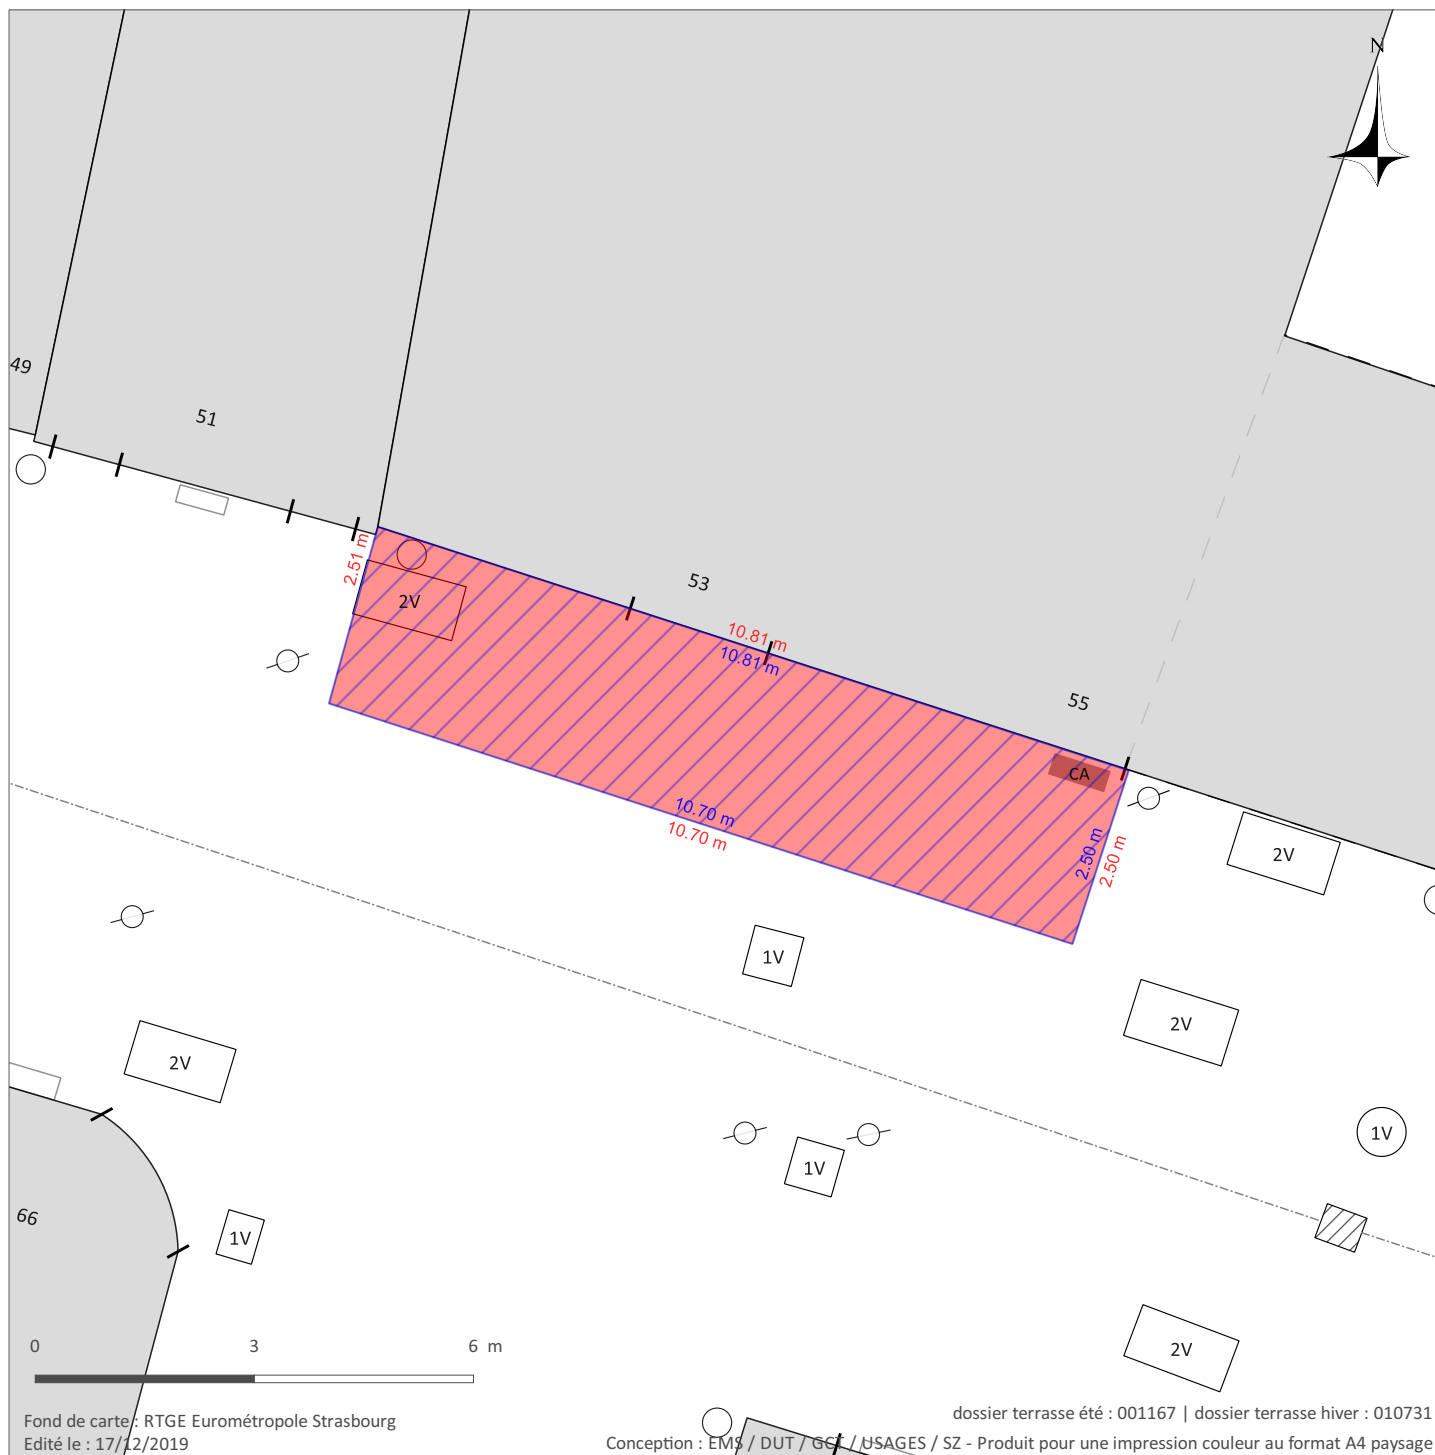 N
49
51
2.51 m
2V
53
10.81 m
10.81 m
55
CA
10.70 m
10.70 m
2.50 m
2.50 m
2V
1V
2V
2V
1V
1V
66
1V
2V
0 3 6 m
Fond de carte : RTGE Eurométropole Strasbourg
Edité le : 17/12/2019
dossier terrasse été : 001167 | dossier terrasse hiver : 010731
Conception : EMS / DUT / GCT / USAGES / SZ - Produit pour une impression couleur au format A4 paysage